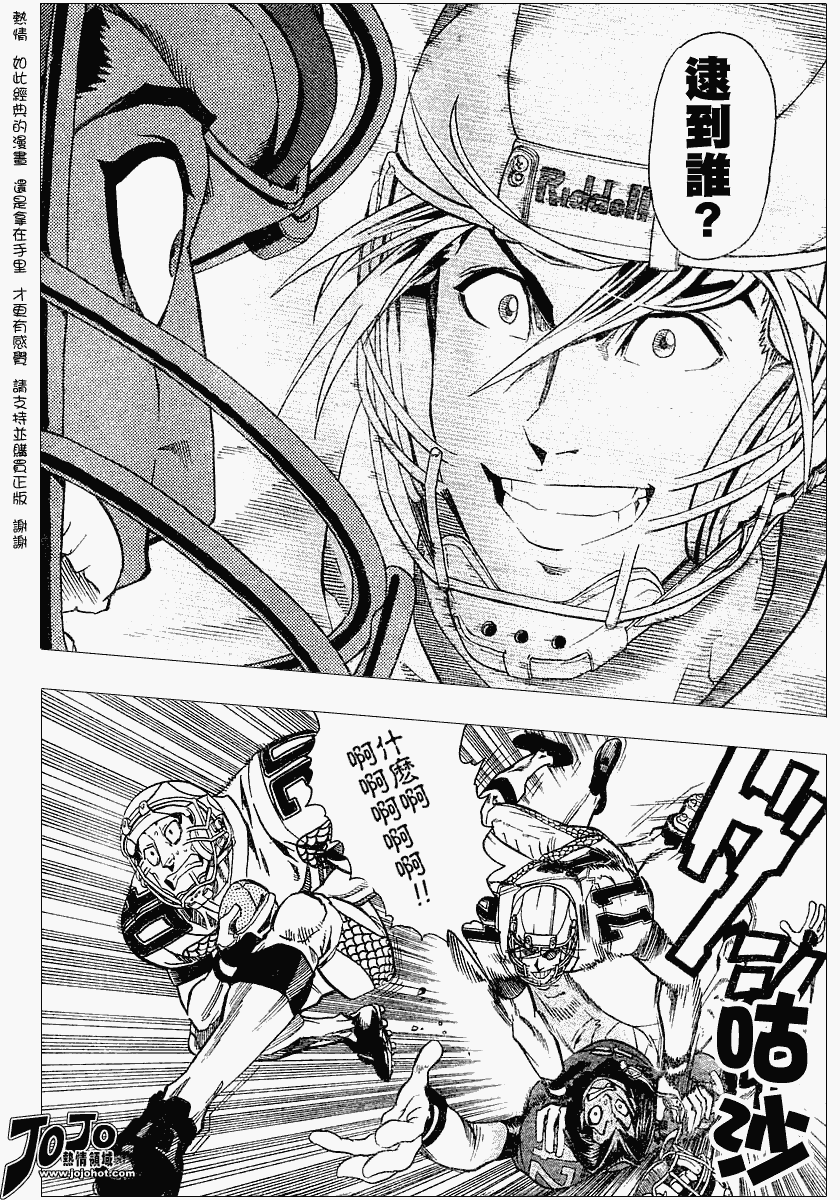 逮到誰?
Riddell
什麼啊
啊啊啊啊
啊!!
咕沙
熱情 如此經典的漫畫 還是拿在手里 才更有感覺 請支持並購買正版 謝謝
JOJO
熱情領域
www.jojohot.com